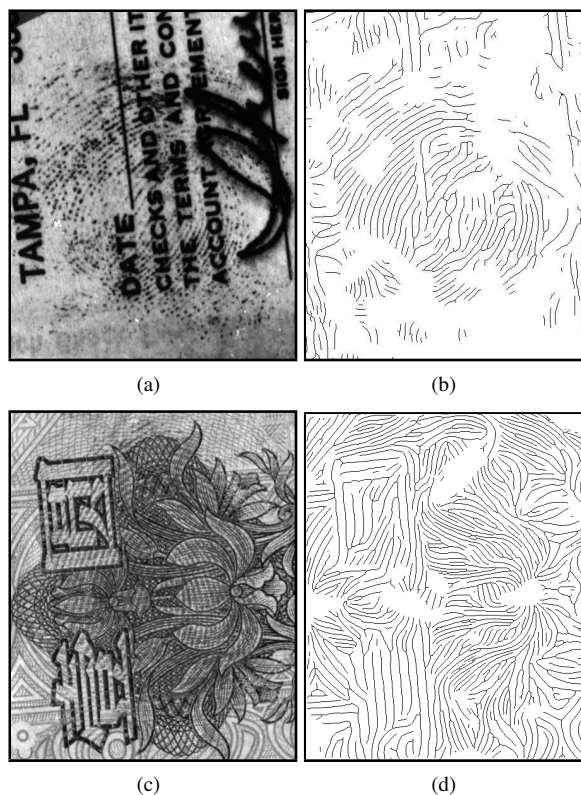 TAMPA, FL
DATE
CHECKS AND OTHER IT
THE TERMS AND CON
ACCOUNT
SIGN HER
(a)
(b)
(c)
(d)